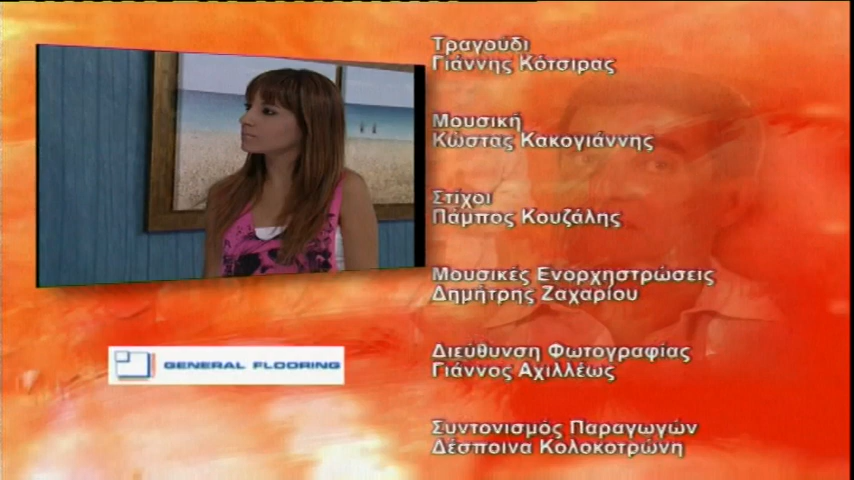 Τραγούδι
Γιάννης Κότσιρας
Μουσική
Κώστας Κακογιάννης
Στίχοι
Πάμπος Κουζάλης
Μουσικές Ενορχηστρώσεις
Δημήτρης Ζαχαρίου
Διεύθυνση Φωτογραφίας
Γιάννος Αχιλλέως
Συντονισμός Παραγωγών
Δέσποινα Κολοκοτρώνη
GENERAL FLOORING